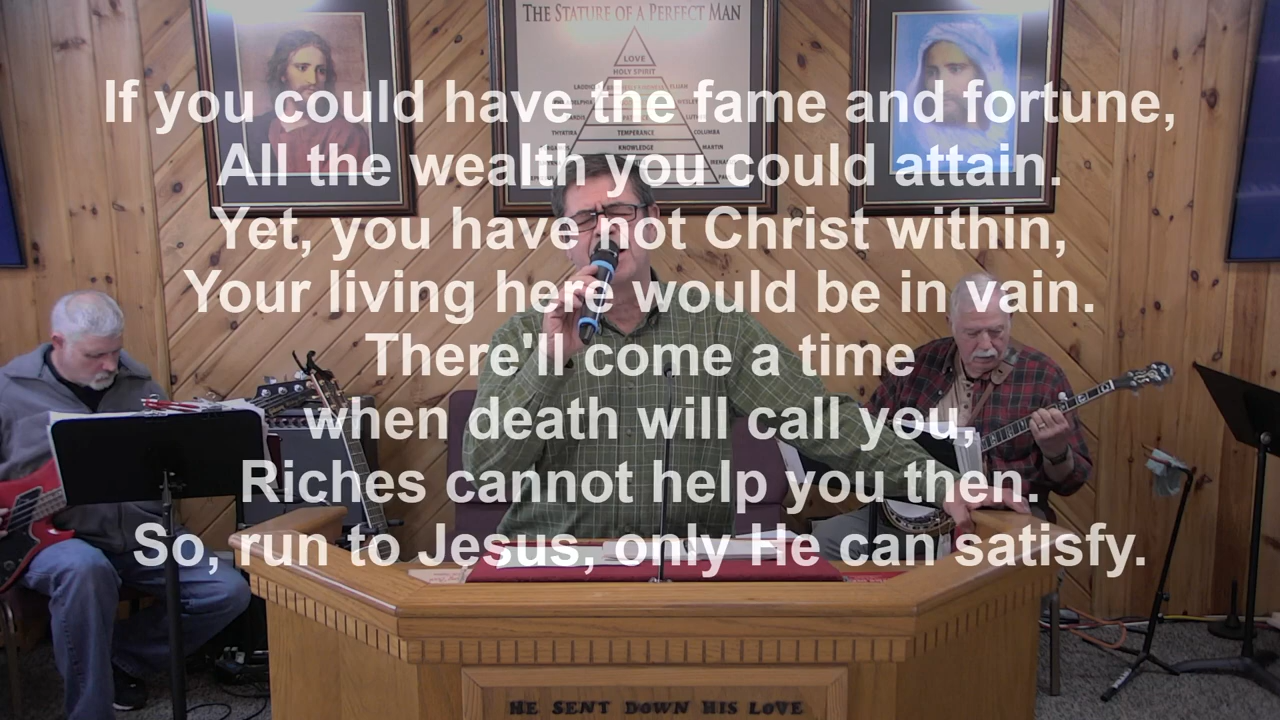 THE STATURE OF A PERFECT MAN
LOVE
HOLY SPIRIT
If you could have the fame and fortune,
THYATIRA TEMPERANCE COLUMBA
KNOWLEDGE MARTIN
All the wealth you could attain.
Yet, you have not Christ within,
Your living here would be in vain.
There'll come a time
when death will call you,
Riches cannot help you then.
So, run to Jesus, only He can satisfy.
HE SENT DOWN HIS LOVE